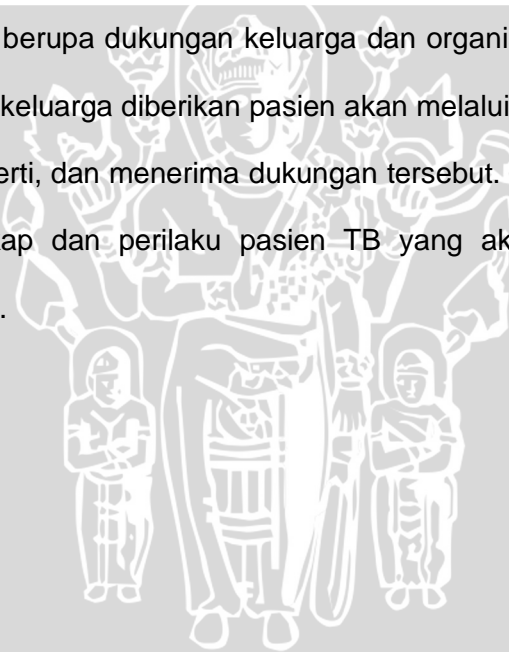 berupa dukungan keluarga dan organi
keluarga diberikan pasien akan melalui
erti, dan menerima dukungan tersebut.
ap dan perilaku pasien TB yang ak
.